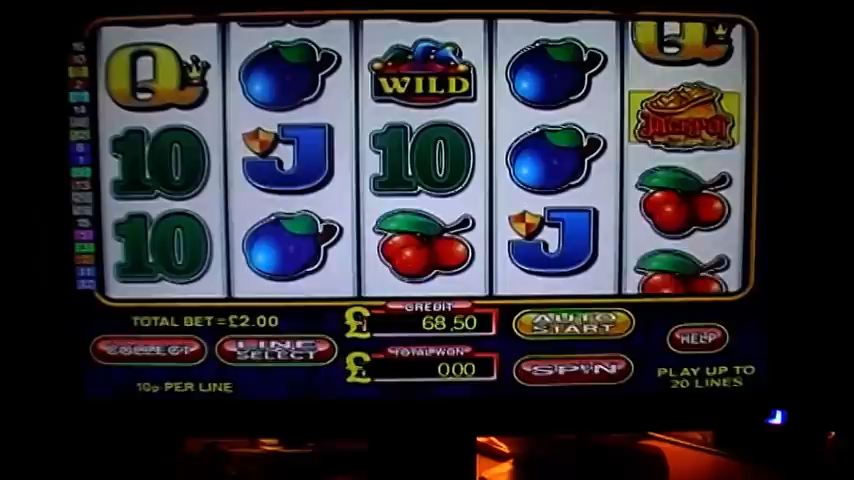 Q
WILD
Q
JACKPOT
10
J
10
10
J
TOTAL BET=£2.00
£
CREDIT
68.50
AUTO
START
COLLECT
LINE
SELECT
£
TOTAL WON
0.00
SPIN
HELP
10p PER LINE
PLAY UP TO
20 LINES